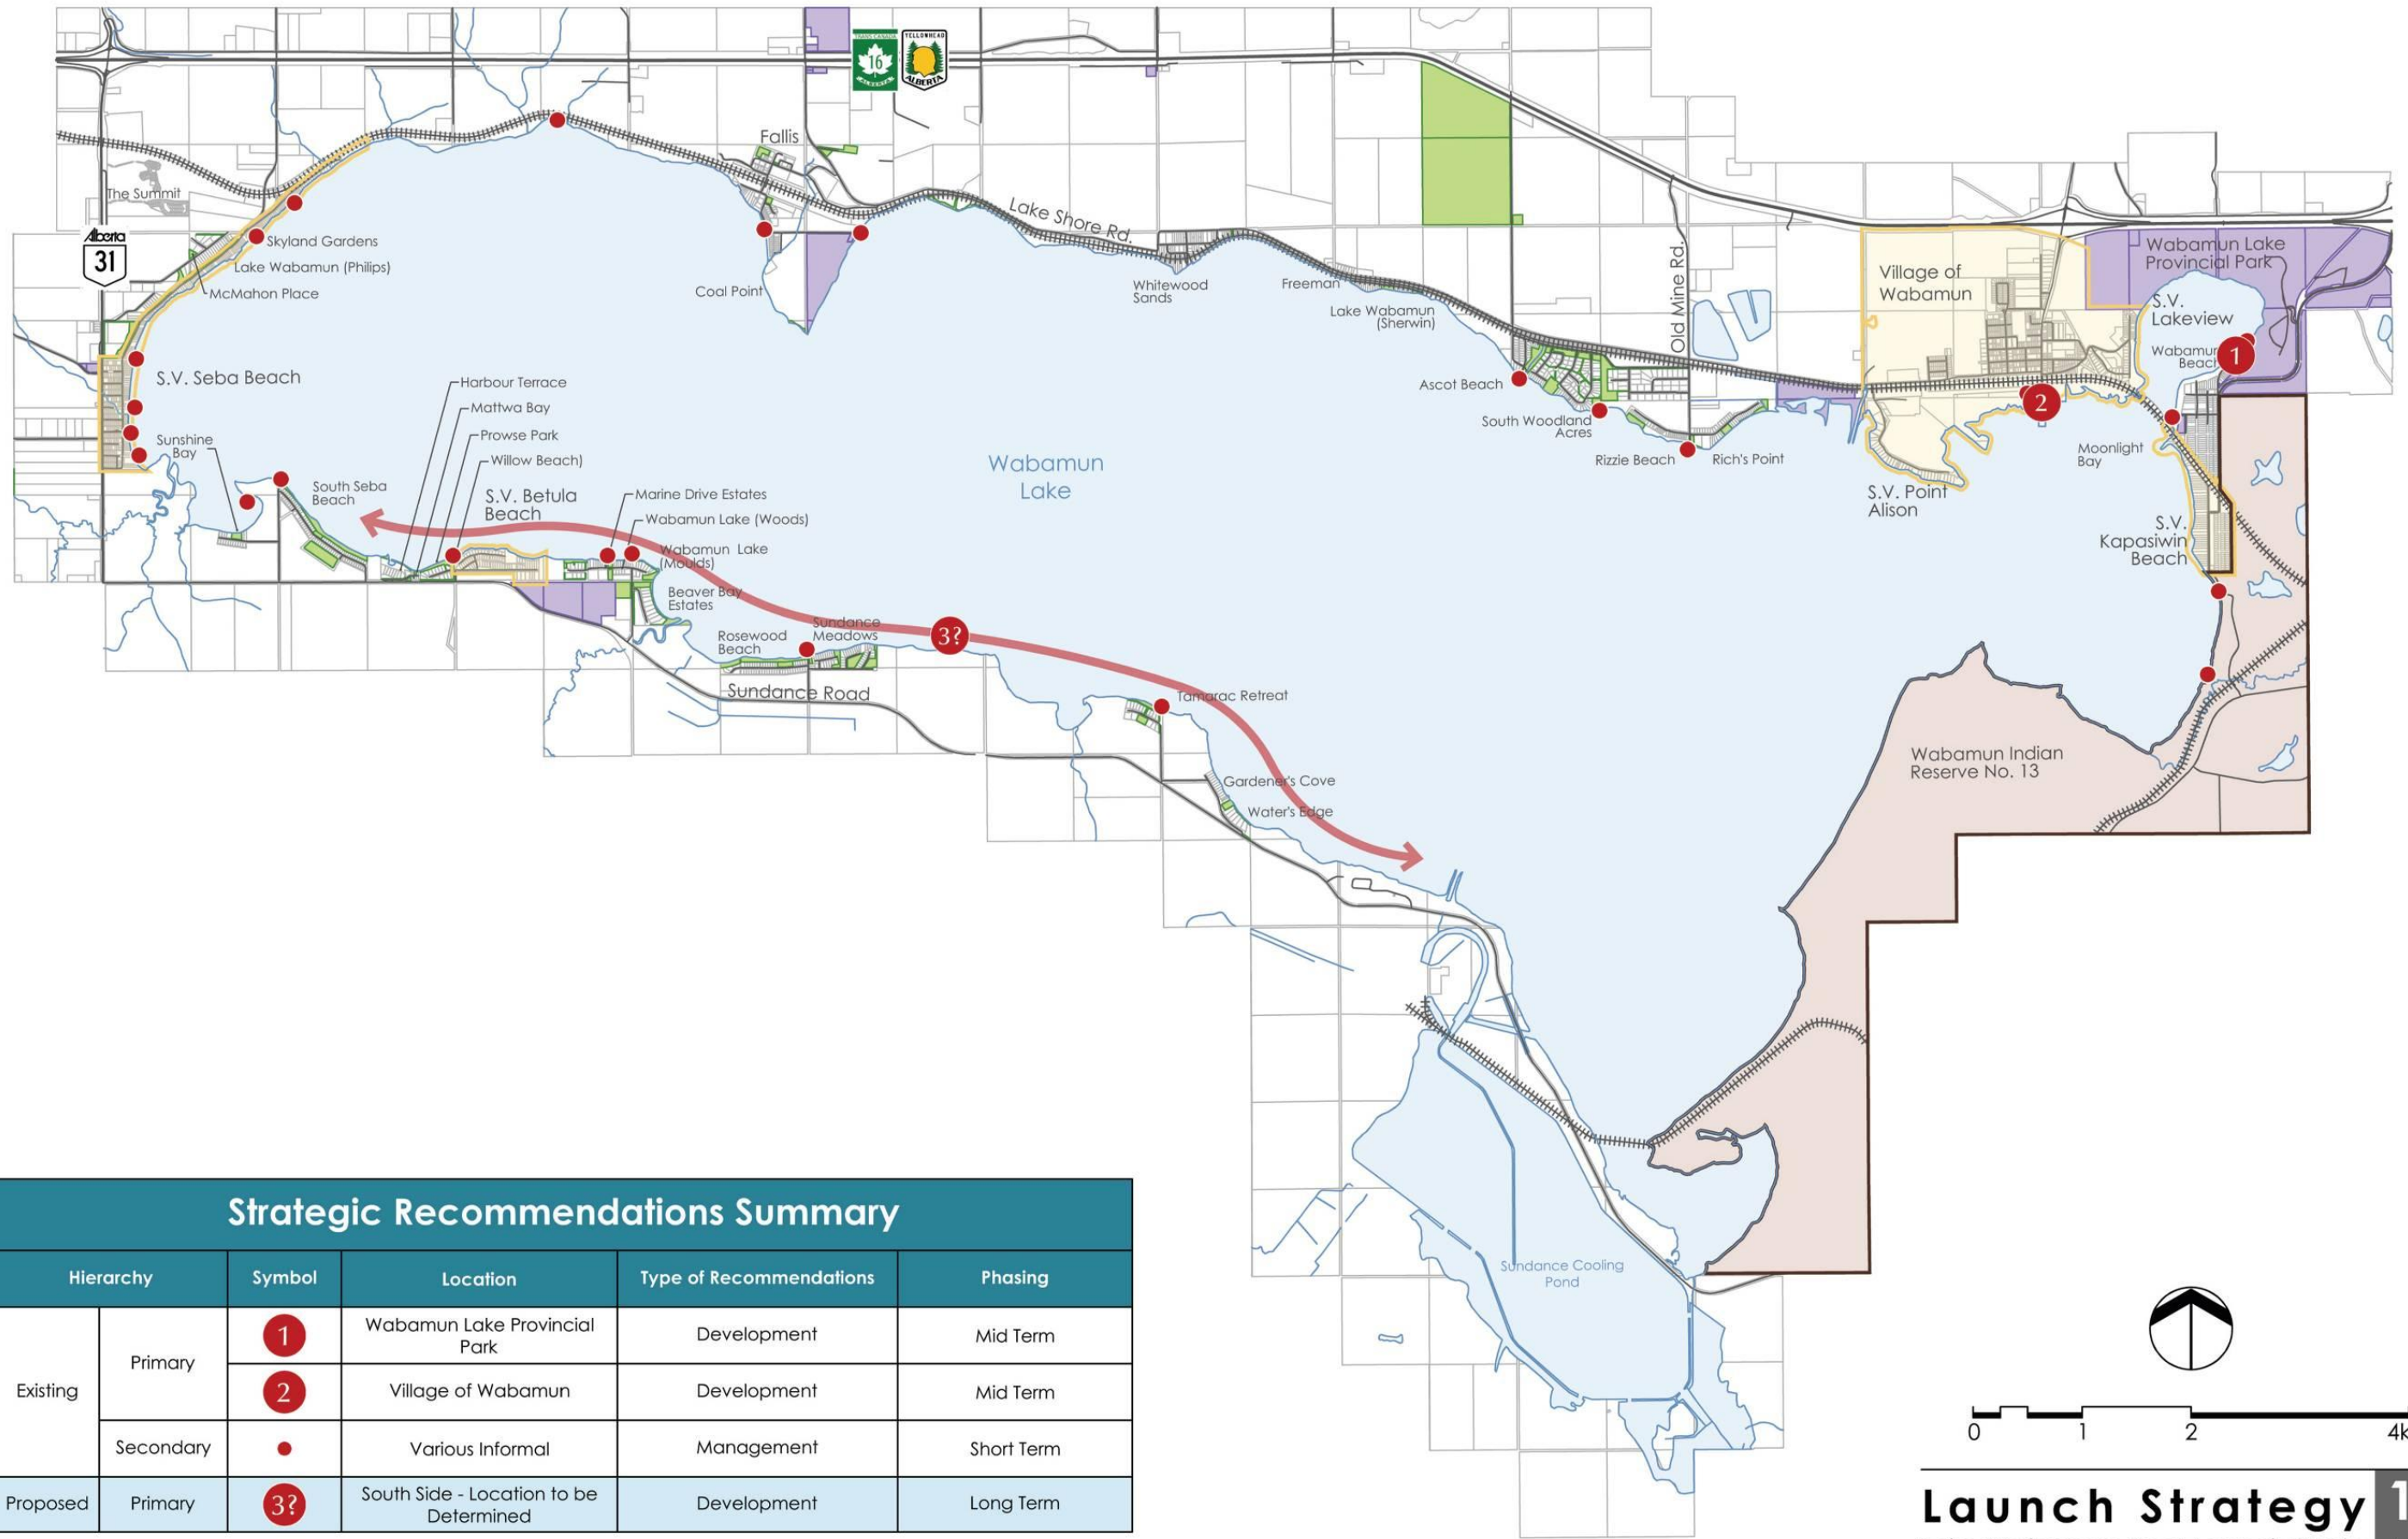 TRANS-CANADA
16
ALBERTA
YELLOWHEAD
ALBERTA
Fallis
The Summit
Lake Shore Rd.
Alberta
31
Skyland Gardens
Lake Wabamun (Philips)
McMahon Place
Coal Point
Whitewood
Sands
Freeman
Lake Wabamun
(Sherwin)
Old Mine Rd.
Village of
Wabamun
Wabamun Lake
Provincial Park
S.V.
Lakeview
Wabamun
Beach
1
2
S.V. Seba Beach
Harbour Terrace
Mattwa Bay
Prowse Park
Willow Beach)
Ascot Beach
South Woodland
Acres
Rizzie Beach
Rich's Point
Moonlight
Bay
S.V. Point
Alison
S.V.
Kapasiwin
Beach
Sunshine
Bay
South Seba
Beach
S.V. Betula
Beach
Marine Drive Estates
Wabamun Lake (Woods)
Wabamun Lake
(Moulds)
Beaver Bay
Estates
Wabamun
Lake
Rosewood
Beach
Sundance
Meadows
3?
Sundance Road
Tamarac Retreat
Gardener's Cove
Water's Edge
Wabamun Indian
Reserve No. 13
Sundance Cooling
Pond
Strategic Recommendations Summary
Hierarchy Symbol Location Type of Recommendations Phasing
Existing Primary 1 Wabamun Lake Provincial
Park Development Mid Term
2 Village of Wabamun Development Mid Term
Secondary Various Informal Management Short Term
Proposed Primary 3? South Side - Location to be
Determined Development Long Term
0 1 2 4k
Launch Strategy 1